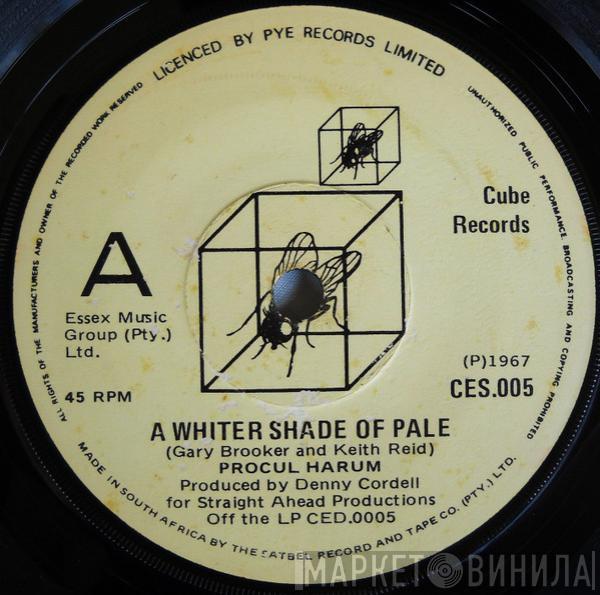 LICENCED BY PYE RECORDS LIMITED
UNAUTHORIZED PUBLIC PERFORMANCE, BROADCASTING AND COPYING PROHIBITED
ALL RIGHTS OF THE MANUFACTURERS AND OWNER OF THE RECORDED WORK RESERVED
Cube
Records
A
Essex Music
Group (Pty.)
Ltd.
45 RPM
(P)1967
CES.005
A WHITER SHADE OF PALE
(Gary Brooker and Keith Reid)
PROCUL HARUM
Produced by Denny Cordell
for Straight Ahead Productions
Off the LP CED.0005
MADE IN SOUTH AFRICA BY THE SATBEL RECORD AND TAPE CO. (PTY.) LTD.
МАРКЕТ ВИНИЛА